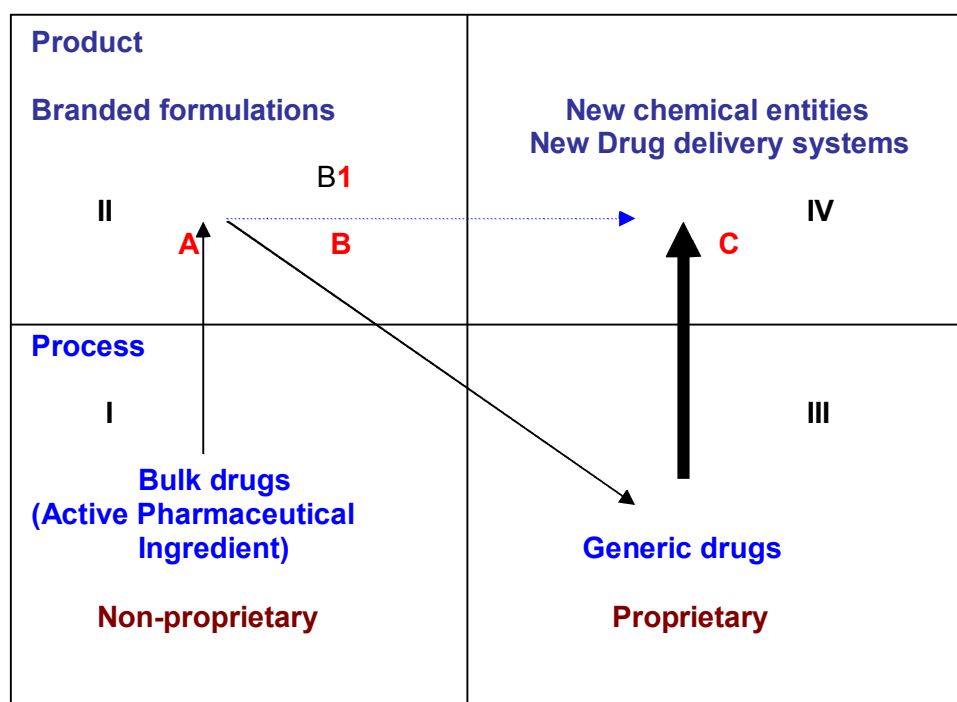 Product
Branded formulations
New chemical entities
New Drug delivery systems
B1
II
IV
A
B
C
Process
I
III
Bulk drugs
(Active Pharmaceutical
Ingredient)
Generic drugs
Non-proprietary
Proprietary